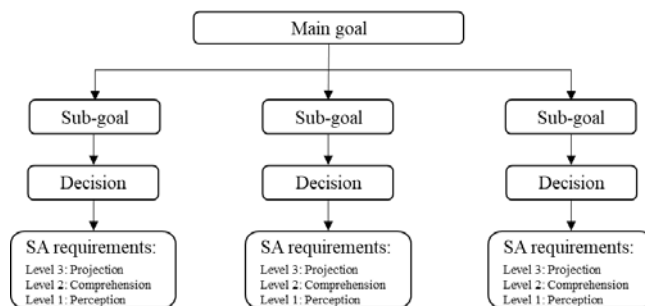 Main goal
Sub-goal
Sub-goal
Sub-goal
Decision
Decision
Decision
SA requirements:
Level 3: Projection
Level 2: Comprehension
Level 1: Perception
SA requirements:
Level 3: Projection
Level 2: Comprehension
Level 1: Perception
SA requirements:
Level 3: Projection
Level 2: Comprehension
Level 1: Perception